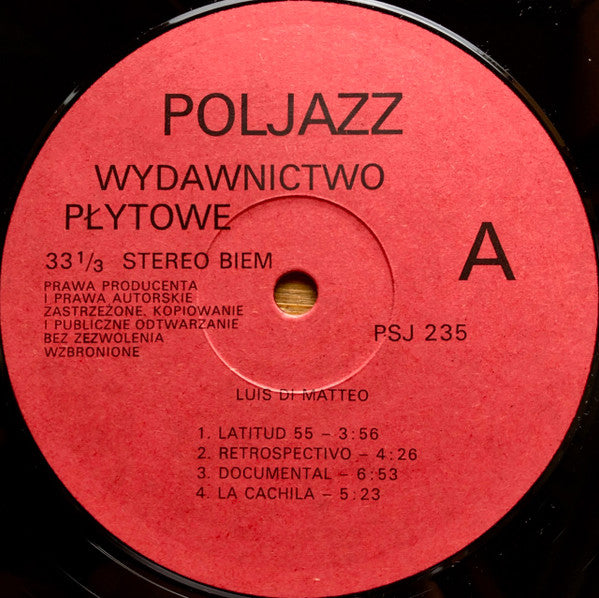 POLJAZZ
WYDAWNICTWO
PŁYTOWE
A
33 1/3 STEREO BIEM
PRAWA PRODUCENTA
I PRAWA AUTORSKIE
ZASTRZEŻONE, KOPIOWANIE
I PUBLICZNE ODTWARZANIE
BEZ ZEZWOLENIA
WZBRONIONE
PSJ 235
LUIS DI MATTEO
1. LATITUD 55 – 3:56
2. RETROSPECTIVO – 4:26
3. DOCUMENTAL – 6:53
4. LA CACHILA – 5:23